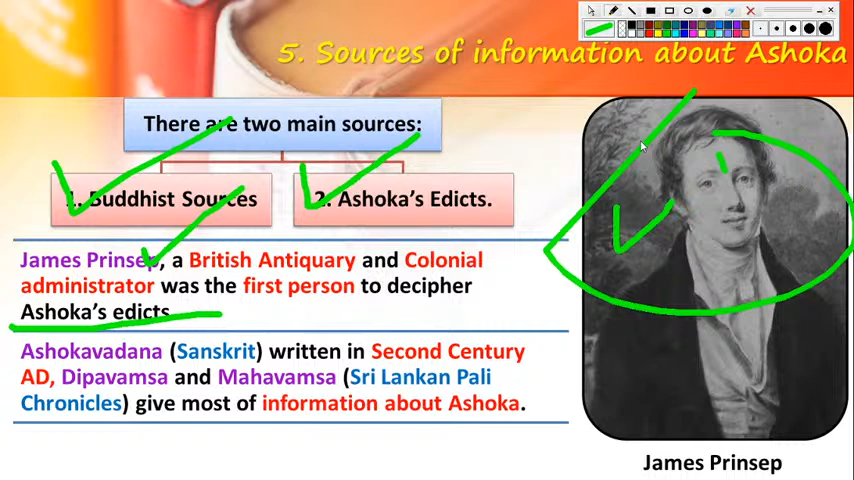 5. Sources of information about Ashoka
There are two main sources:
1. Buddhist Sources
2. Ashoka's Edicts.
James Prinsep, a British Antiquary and Colonial
administrator was the first person to decipher
Ashoka's edicts.
Ashokavadana (Sanskrit) written in Second Century
AD, Dipavamsa and Mahavamsa (Sri Lankan Pali
Chronicles) give most of information about Ashoka.
James Prinsep